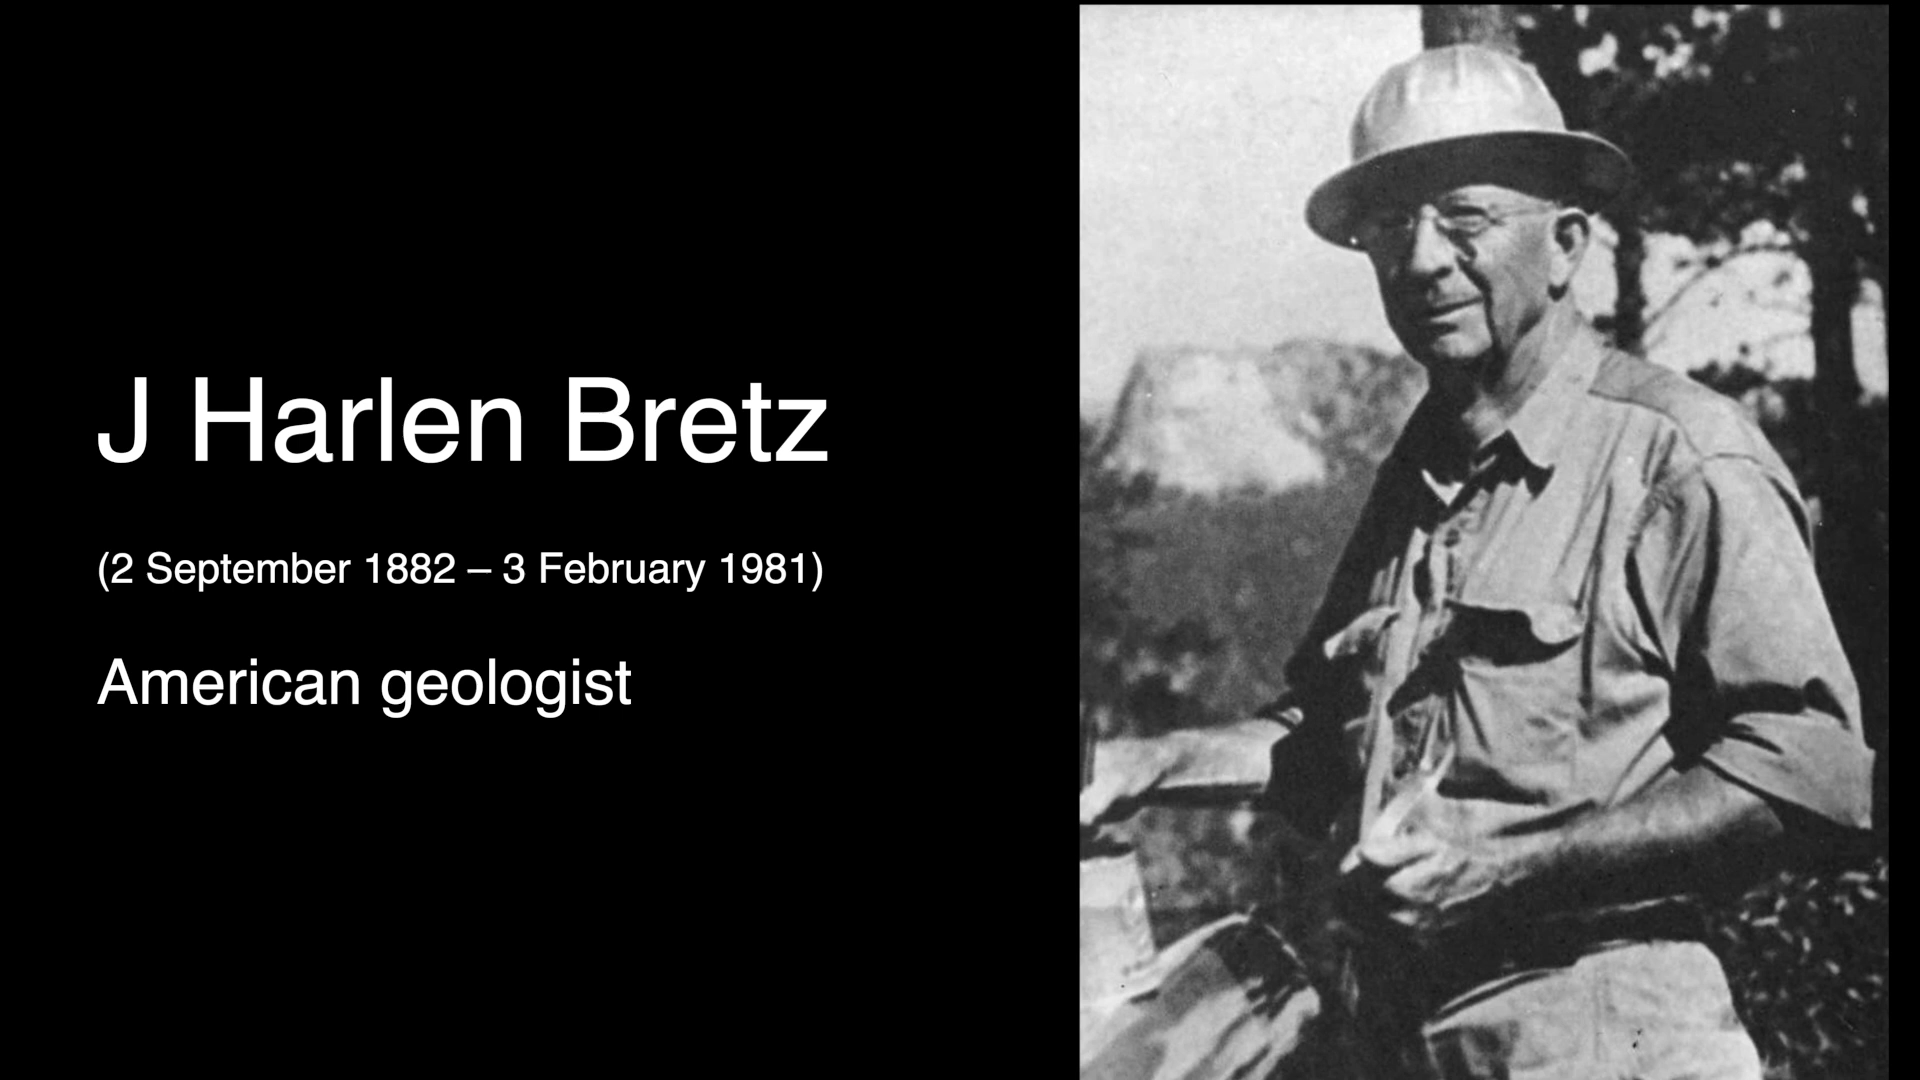 J Harlen Bretz
(2 September 1882 – 3 February 1981)
American geologist